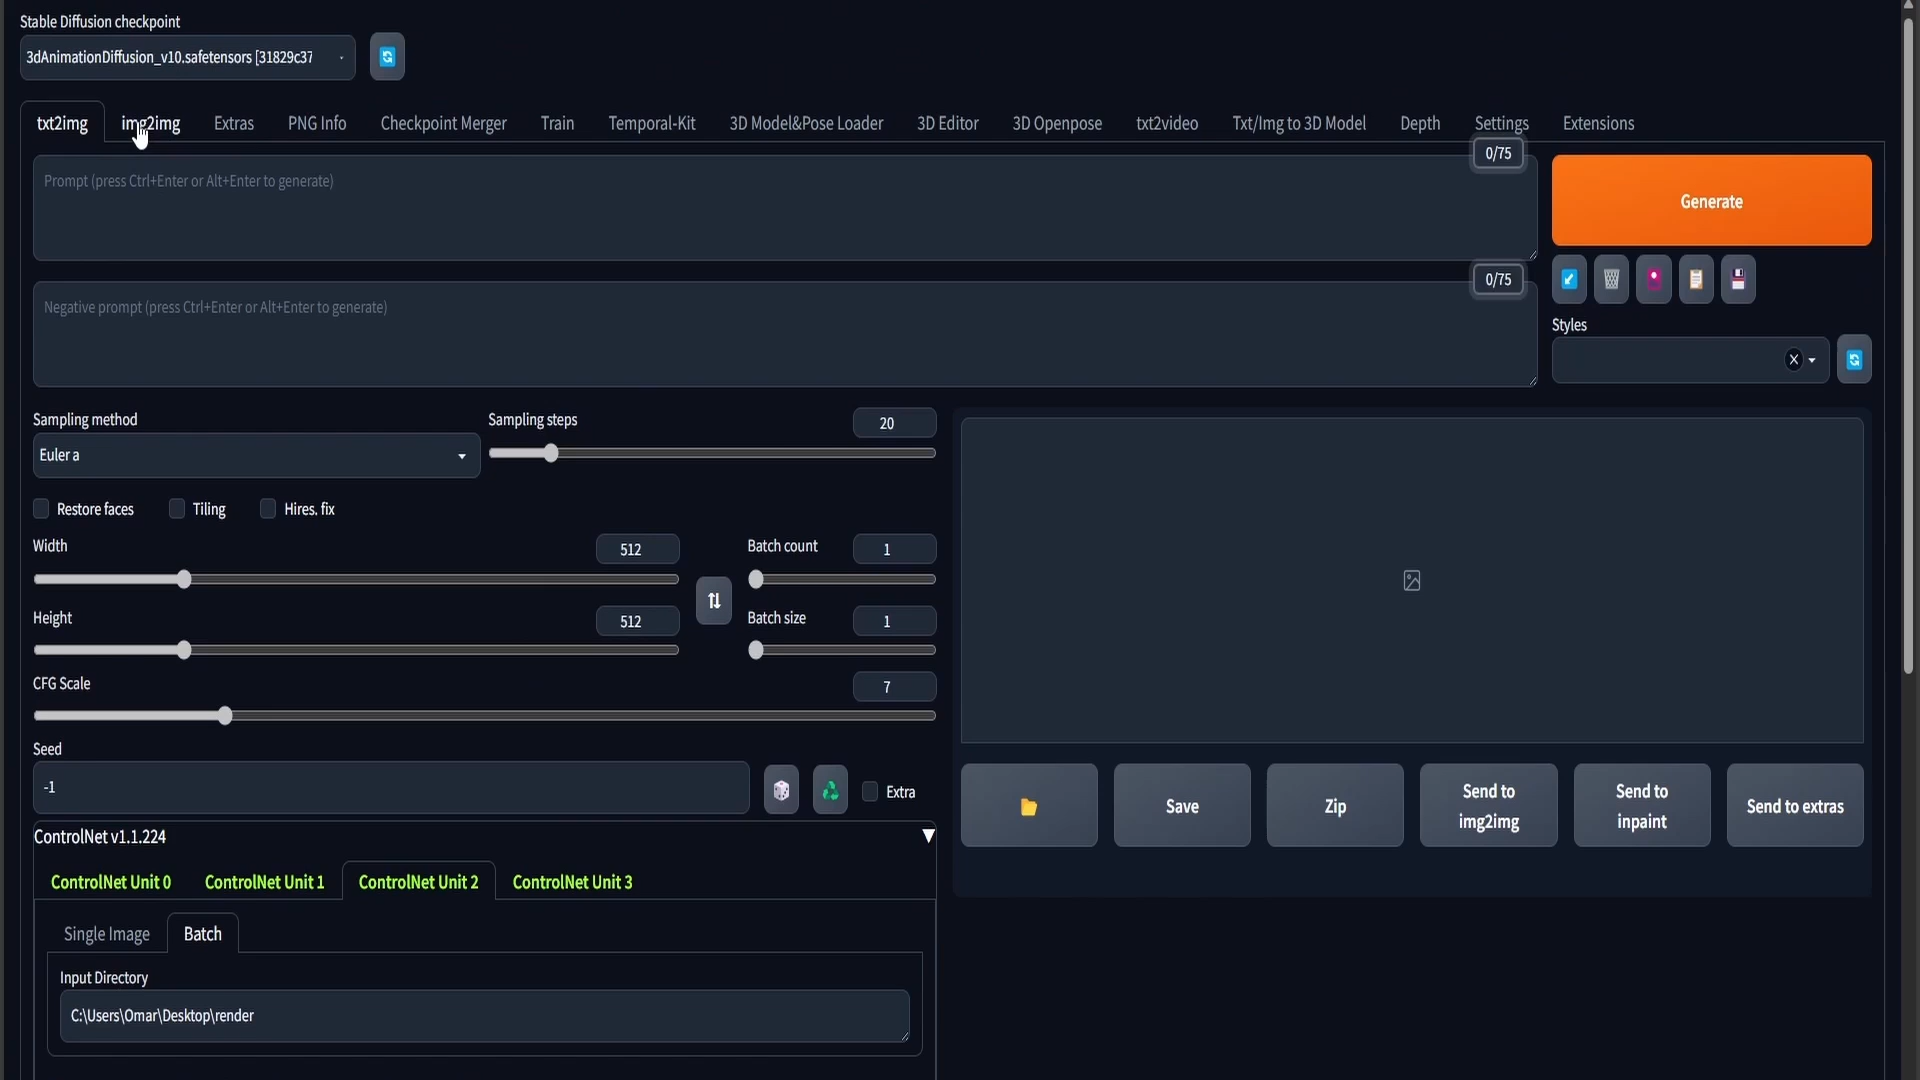 Stable Diffusion checkpoint
3dAnimationDiffusion_v10.safetensors [31829c37
txt2img img2img Extras PNG Info Checkpoint Merger Train Temporal-Kit 3D Model&Pose Loader 3D Editor 3D Openpose txt2video Txt/Img to 3D Model Depth Settings Extensions
0/75
Prompt (press Ctrl+Enter or Alt+Enter to generate)
Generate
0/75
Negative prompt (press Ctrl+Enter or Alt+Enter to generate)
Styles
X
Sampling method
Euler a
Sampling steps
20
Restore faces Tiling Hires. fix
Width
512
Batch count
1
Height
512
Batch size
1
CFG Scale
7
Seed
-1
Extra
Save
Zip
Send to
img2img
Send to
inpaint
Send to extras
ControlNet v1.1.224
ControlNet Unit 0 ControlNet Unit 1 ControlNet Unit 2 ControlNet Unit 3
Single Image Batch
Input Directory
C:\Users\Omar\Desktop\render